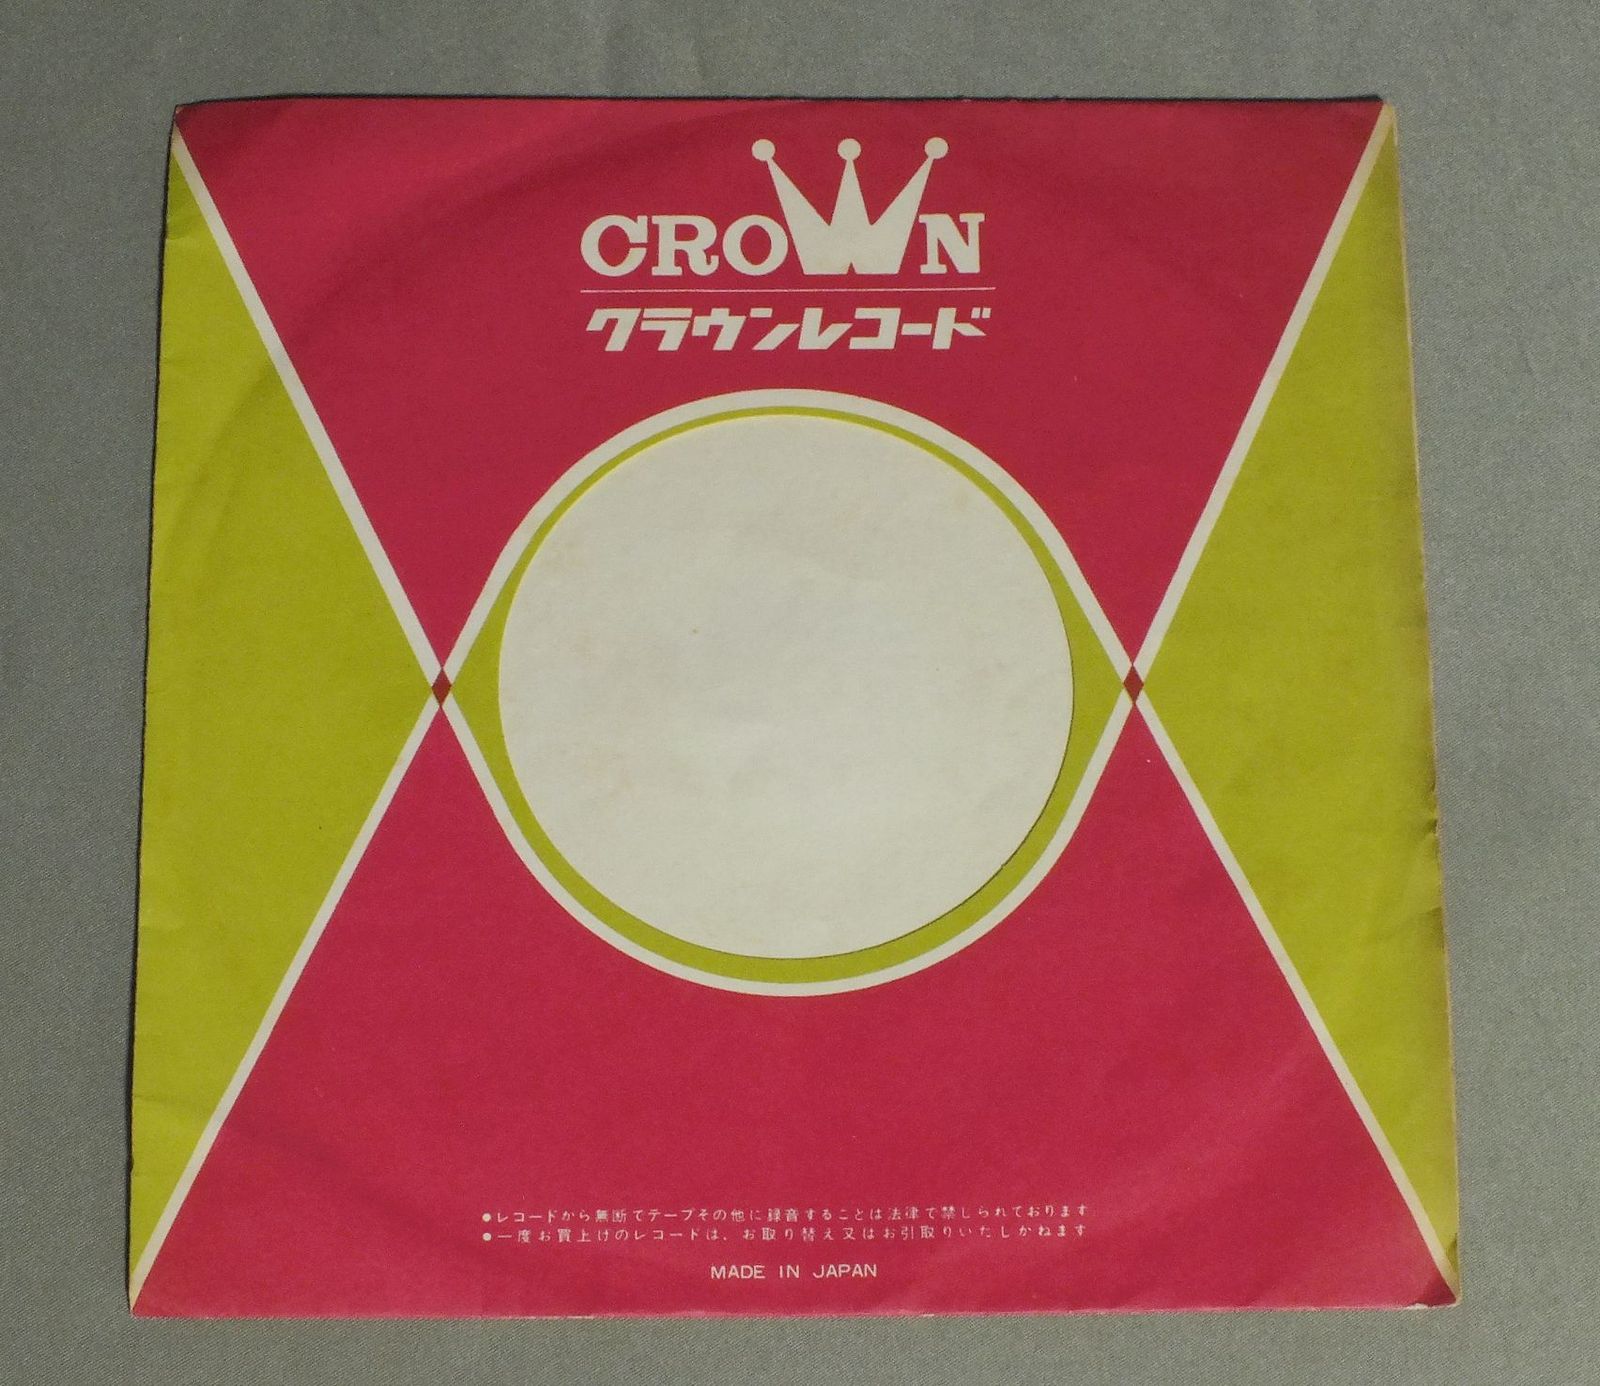 CROWN
クラウンレコード
●レコードから無断でテープその他に録音することは法律で禁じられております
●一度お買上げのレコードは、お取り替え又はお引取りいたしかねます
MADE IN JAPAN